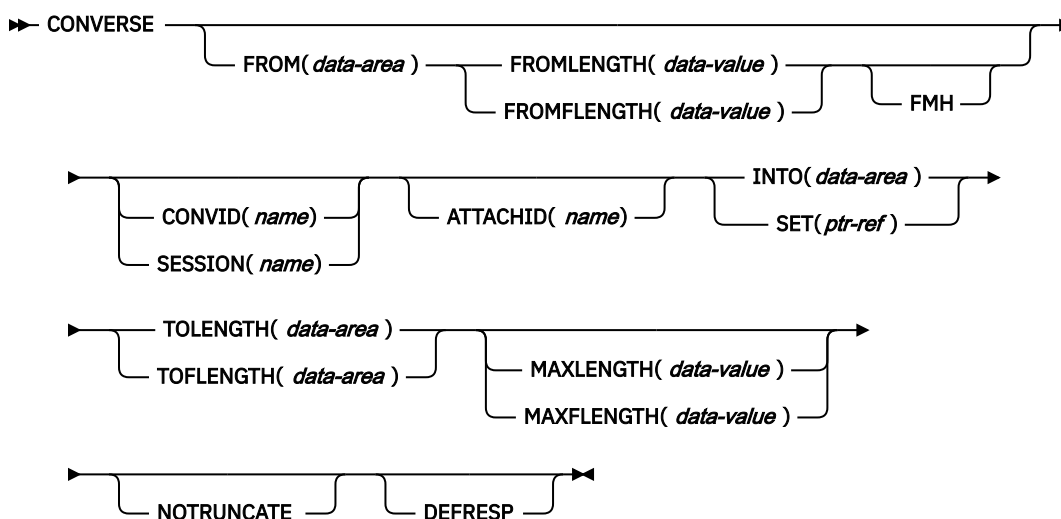 CONVERSE
FROM( data-area ) FROMLENGTH( data-value )
FROMFLENGTH( data-value ) FMH
CONVID( name) ATTACHID( name) INTO( data-area )
SESSION( name) SET( ptr-ref )
TOLENGTH( data-area )
TOFLENGTH( data-area ) MAXLENGTH( data-value )
MAXFLENGTH( data-value )
NOTRUNCATE DEFRESP